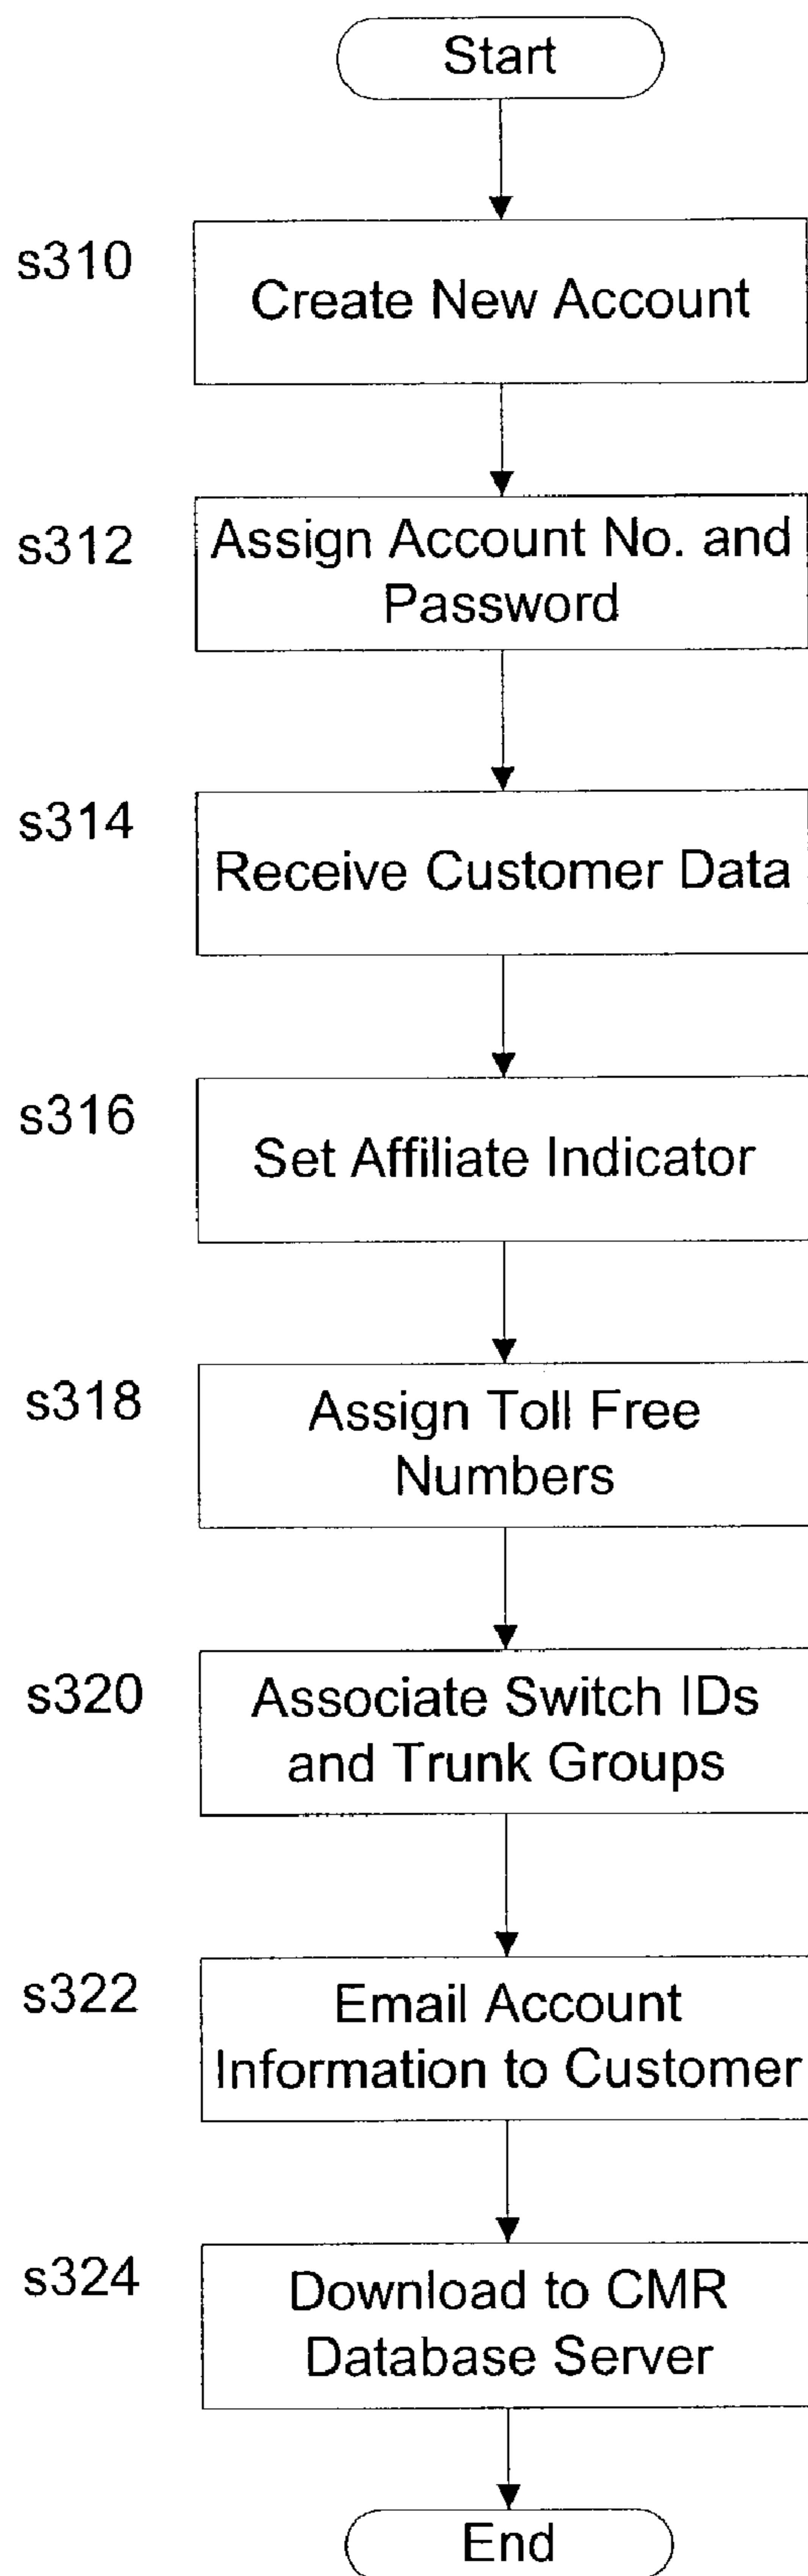 Start
s310
Create New Account
s312
Assign Account No. and
Password
s314
Receive Customer Data
s316
Set Affiliate Indicator
s318
Assign Toll Free
Numbers
s320
Associate Switch IDs
and Trunk Groups
s322
Email Account
Information to Customer
s324
Download to CMR
Database Server
End